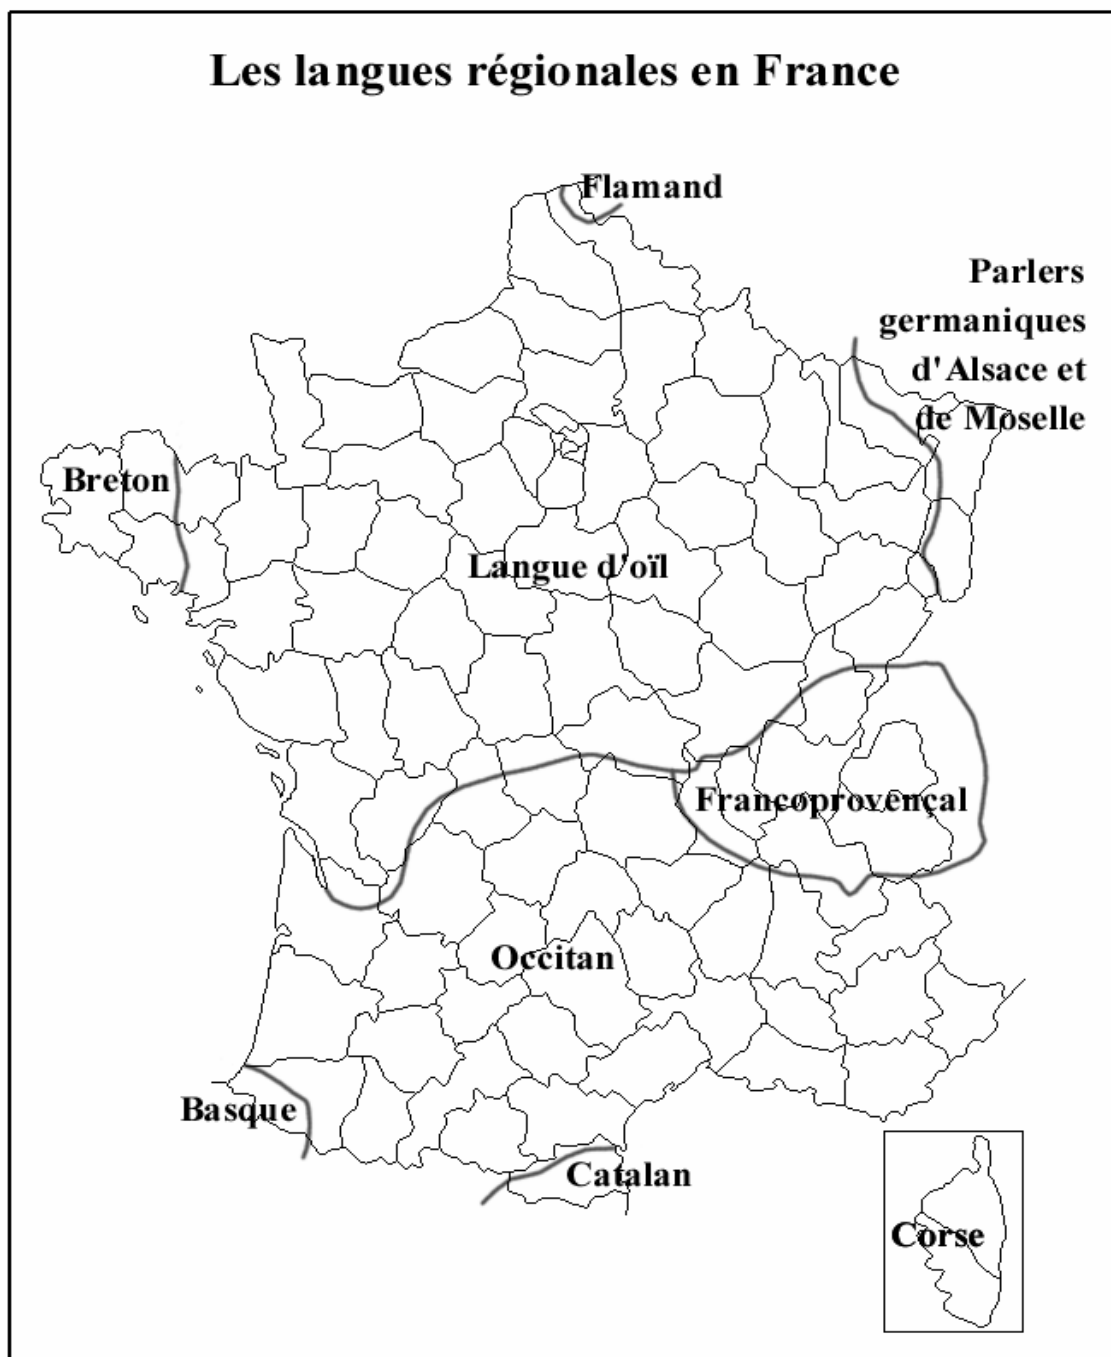 Les langues régionales en France
Flamand
Parlers
germaniques
d'Alsace et
de Moselle
Breton
Langue d'oïl
Francoprovençal
Occitan
Basque
Catalan
Corse